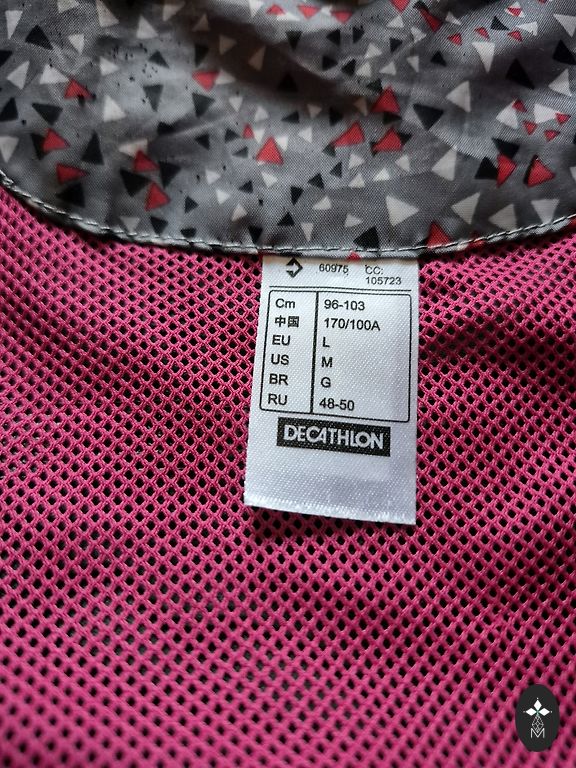 60975 CC:
105723
Cm 96-103
中国 170/100A
EU L
US M
BR G
RU 48-50
DECATHLON
M